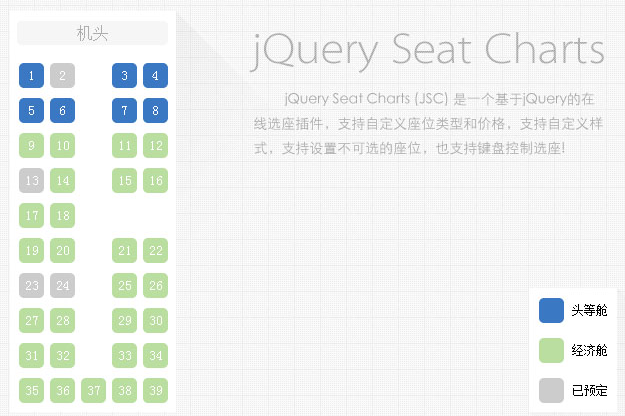 机头
jQuery Seat Charts
1 2 3 4
jQuery Seat Charts (JSC) 是一个基于jQuery的在
5 6 7 8
线选座插件，支持自定义座位类型和价格，支持自定义样
9 10 11 12
式，支持设置不可选的座位，也支持键盘控制选座!
13 14 15 16
17 18
19 20 21 22
23 24 25 26
27 28 29 30
31 32 33 34
35 36 37 38 39
头等舱
经济舱
已预定